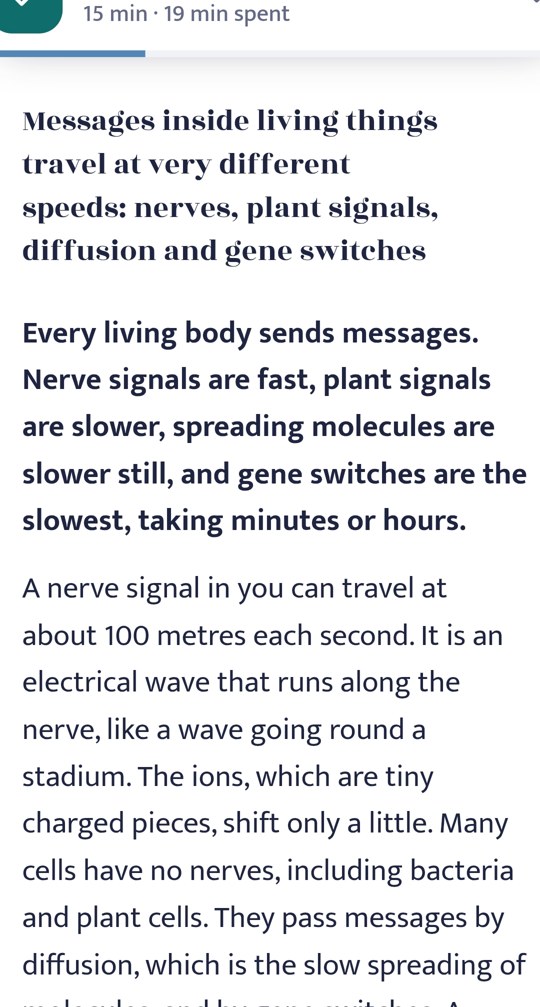 15 min · 19 min spent
Messages inside living things
travel at very different
speeds: nerves, plant signals,
diffusion and gene switches
Every living body sends messages.
Nerve signals are fast, plant signals
are slower, spreading molecules are
slower still, and gene switches are the
slowest, taking minutes or hours.
A nerve signal in you can travel at
about 100 metres each second. It is an
electrical wave that runs along the
nerve, like a wave going round a
stadium. The ions, which are tiny
charged pieces, shift only a little. Many
cells have no nerves, including bacteria
and plant cells. They pass messages by
diffusion, which is the slow spreading of